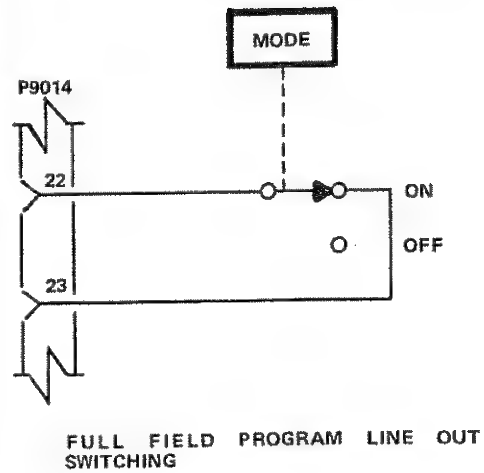 MODE
P9014
22
ON
OFF
23
FULL FIELD PROGRAM LINE OUT
SWITCHING